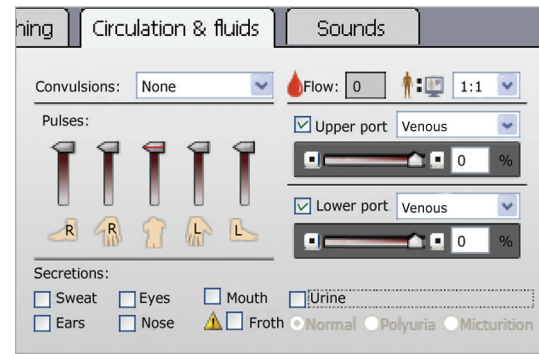 hing Circulation & fluids Sounds
Convulsions: None Flow: 0 : 1:1
Pulses:
Upper port Venous
0 %
Lower port Venous
R R L L
0 %
Secretions:
Sweat Eyes Mouth Urine
Ears Nose Froth Normal Polyuria Micturition